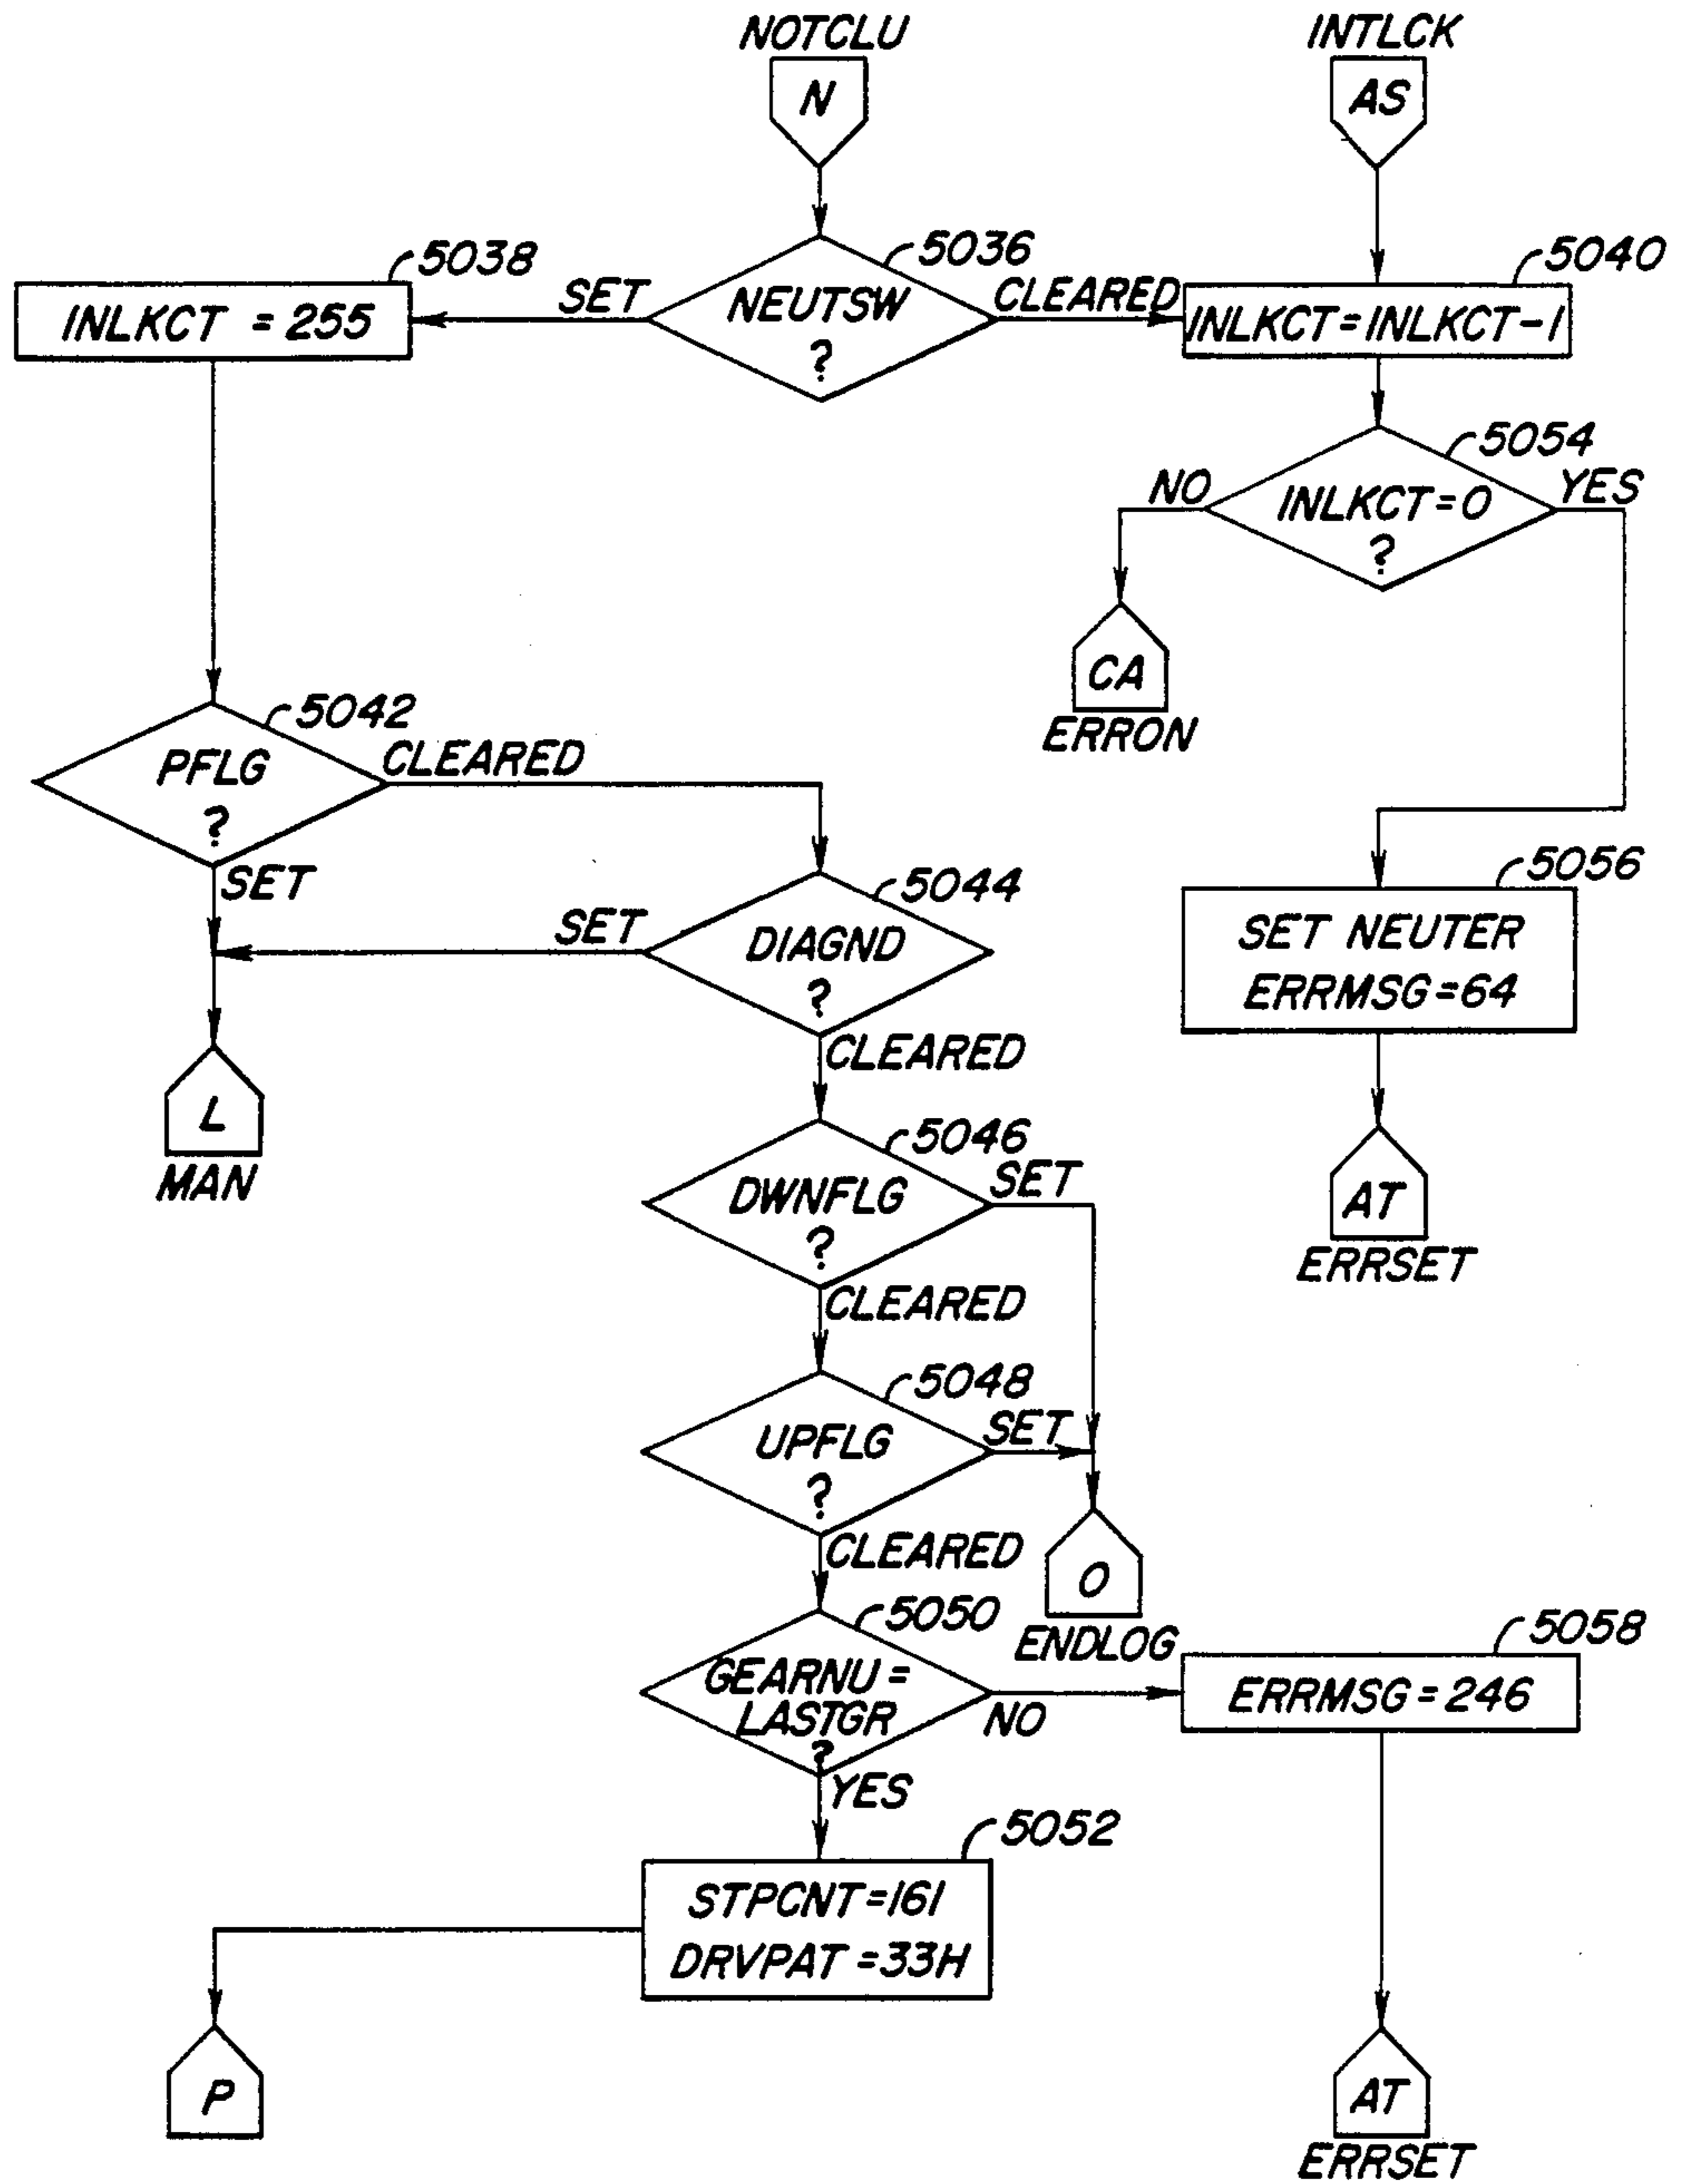 NOTCLU
INTLCK
N
AS
5038
5036
5040
INLKCT = 255
SET
NEUTSW
?
CLEARED
INLKCT=INLKCT-1
5054
NO
INLKCT=0
?
YES
CA
ERRON
5042
PFLG
?
CLEARED
SET
5044
SET
DIAGND
?
CLEARED
5056
SET NEUTER
ERRMSG=64
L
MAN
5046
DWNFLG
?
SET
CLEARED
AT
ERRSET
5048
UPFLG
?
SET
CLEARED
O
ENDLOG
5050
GEARNU =
LASTGR
?
NO
YES
5058
ERRMSG=246
5052
STPCNT=161
DRVPAT=33H
P
AT
ERRSET